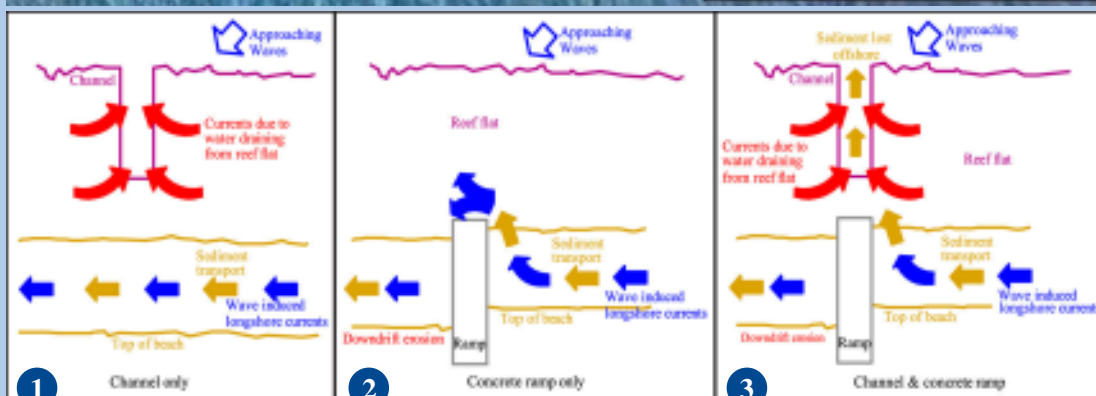 Approaching
Waves
Channel
Currents due to
water draining
from reef flat
Sediment
transport
Wave induced
longshore currents
Top of beach
1
Channel only
Approaching
Waves
Reef flat
Sediment
transport
Wave induced
longshore currents
Top of beach
Downdrift erosion
Ramp
2
Concrete ramp only
Sediment lost
offshore
Approaching
Waves
Channel
Currents due to
water draining
from reef flat
Reef flat
Sediment
transport
Wave induced
longshore currents
Top of beach
Downdrift erosion
Ramp
3
Channel & concrete ramp